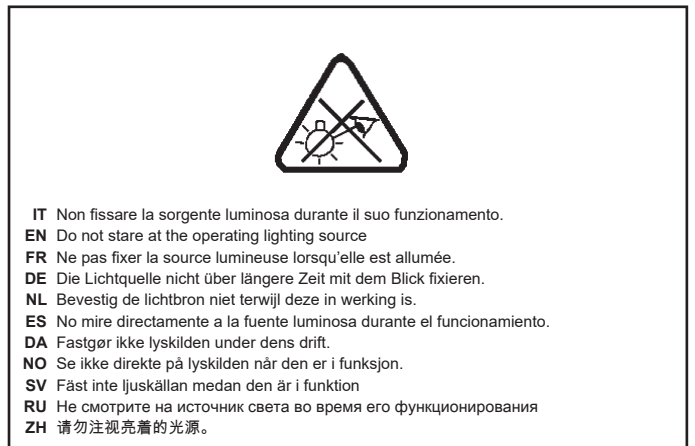 IT Non fissare la sorgente luminosa durante il suo funzionamento.
EN Do not stare at the operating lighting source
FR Ne pas fixer la source lumineuse lorsqu'elle est allumée.
DE Die Lichtquelle nicht über längere Zeit mit dem Blick fixieren.
NL Bevestig de lichtbron niet terwijl deze in werking is.
ES No mire directamente a la fuente luminosa durante el funcionamiento.
DA Fastgør ikke lyskilden under dens drift.
NO Se ikke direkte på lyskilden når den er i funksjon.
SV Fäst inte ljuskällan medan den är i funktion
RU Не смотрите на источник света во время его функционирования
ZH 请勿注视亮着的光源。